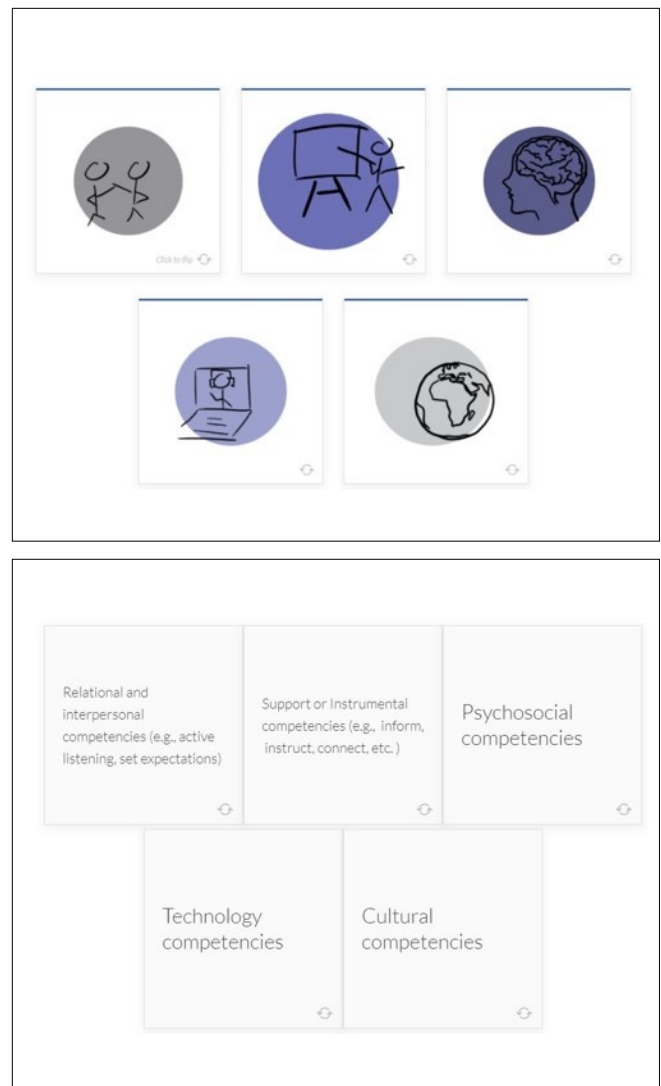 Click to flip
Relational and
interpersonal
competencies (e.g., active
listening, set expectations)
Support or Instrumental
competencies (e.g., inform,
instruct, connect, etc. )
Psychosocial
competencies
Technology
competencies
Cultural
competencies